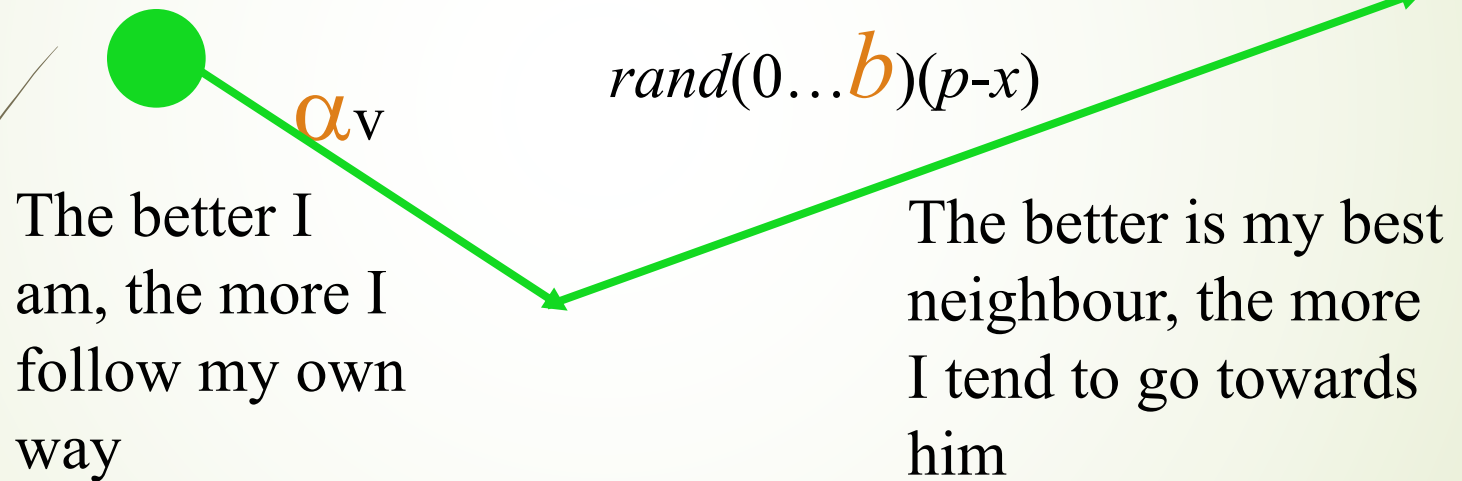 rand(0…b)(p-x)
αv
The better I
am, the more I
follow my own
way
The better is my best
neighbour, the more
I tend to go towards
him